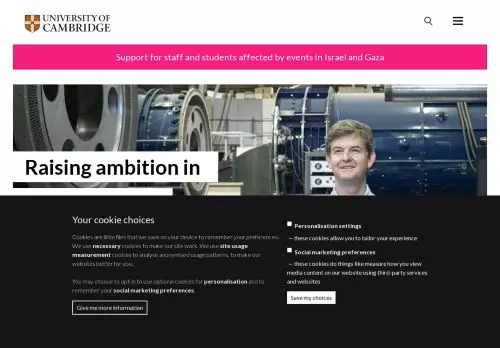 UNIVERSITY OF
CAMBRIDGE
Support for staff and students affected by events in Israel and Gaza
Raising ambition in
Your cookie choices
Cookies are little files that we save on your device to remember your preferences.
We use necessary cookies to make our site work. We use site usage
measurement cookies to analyse anonymised usage patterns, to make our
websites better for you.
You may choose to opt-in to use optional cookies for personalisation and to
remember your social marketing preferences.
Give me more information
Personalisation settings
— these cookies allow you to tailor your experience
Social marketing preferences
— these cookies do things like measure how you view
media content on our website using third-party services
and websites
Save my choices